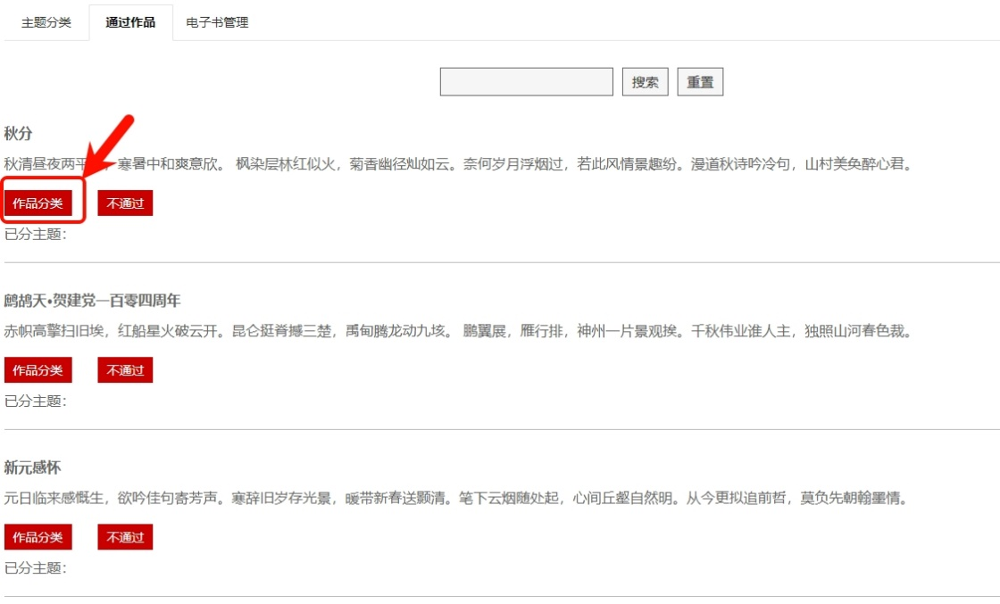 主题分类 通过作品 电子书管理
搜索 重置
秋分
秋清昼夜两平 寒暑中和爽意欣。 枫染层林红似火，菊香幽径灿如云。奈何岁月浮烟过，若此风情景趣纷。漫道秋诗吟冷句，山村美奂醉心君。
作品分类 不通过
已分主题：
鹧鸪天•贺建党一百零四周年
赤帜高擎扫旧埃，红船星火破云开。昆仑挺脊撼三楚，禹甸腾龙动九垓。 鹏翼展，雁行排，神州一片景观挨。千秋伟业谁人主，独照山河春色裁。
作品分类 不通过
已分主题：
新元感怀
元日临来感慨生，欲吟佳句寄芳声。寒辞旧岁存光景，暖带新春送颢清。笔下云烟随处起，心间丘壑自然明。从今更拟追前哲，莫负先朝翰墨情。
作品分类 不通过
已分主题：